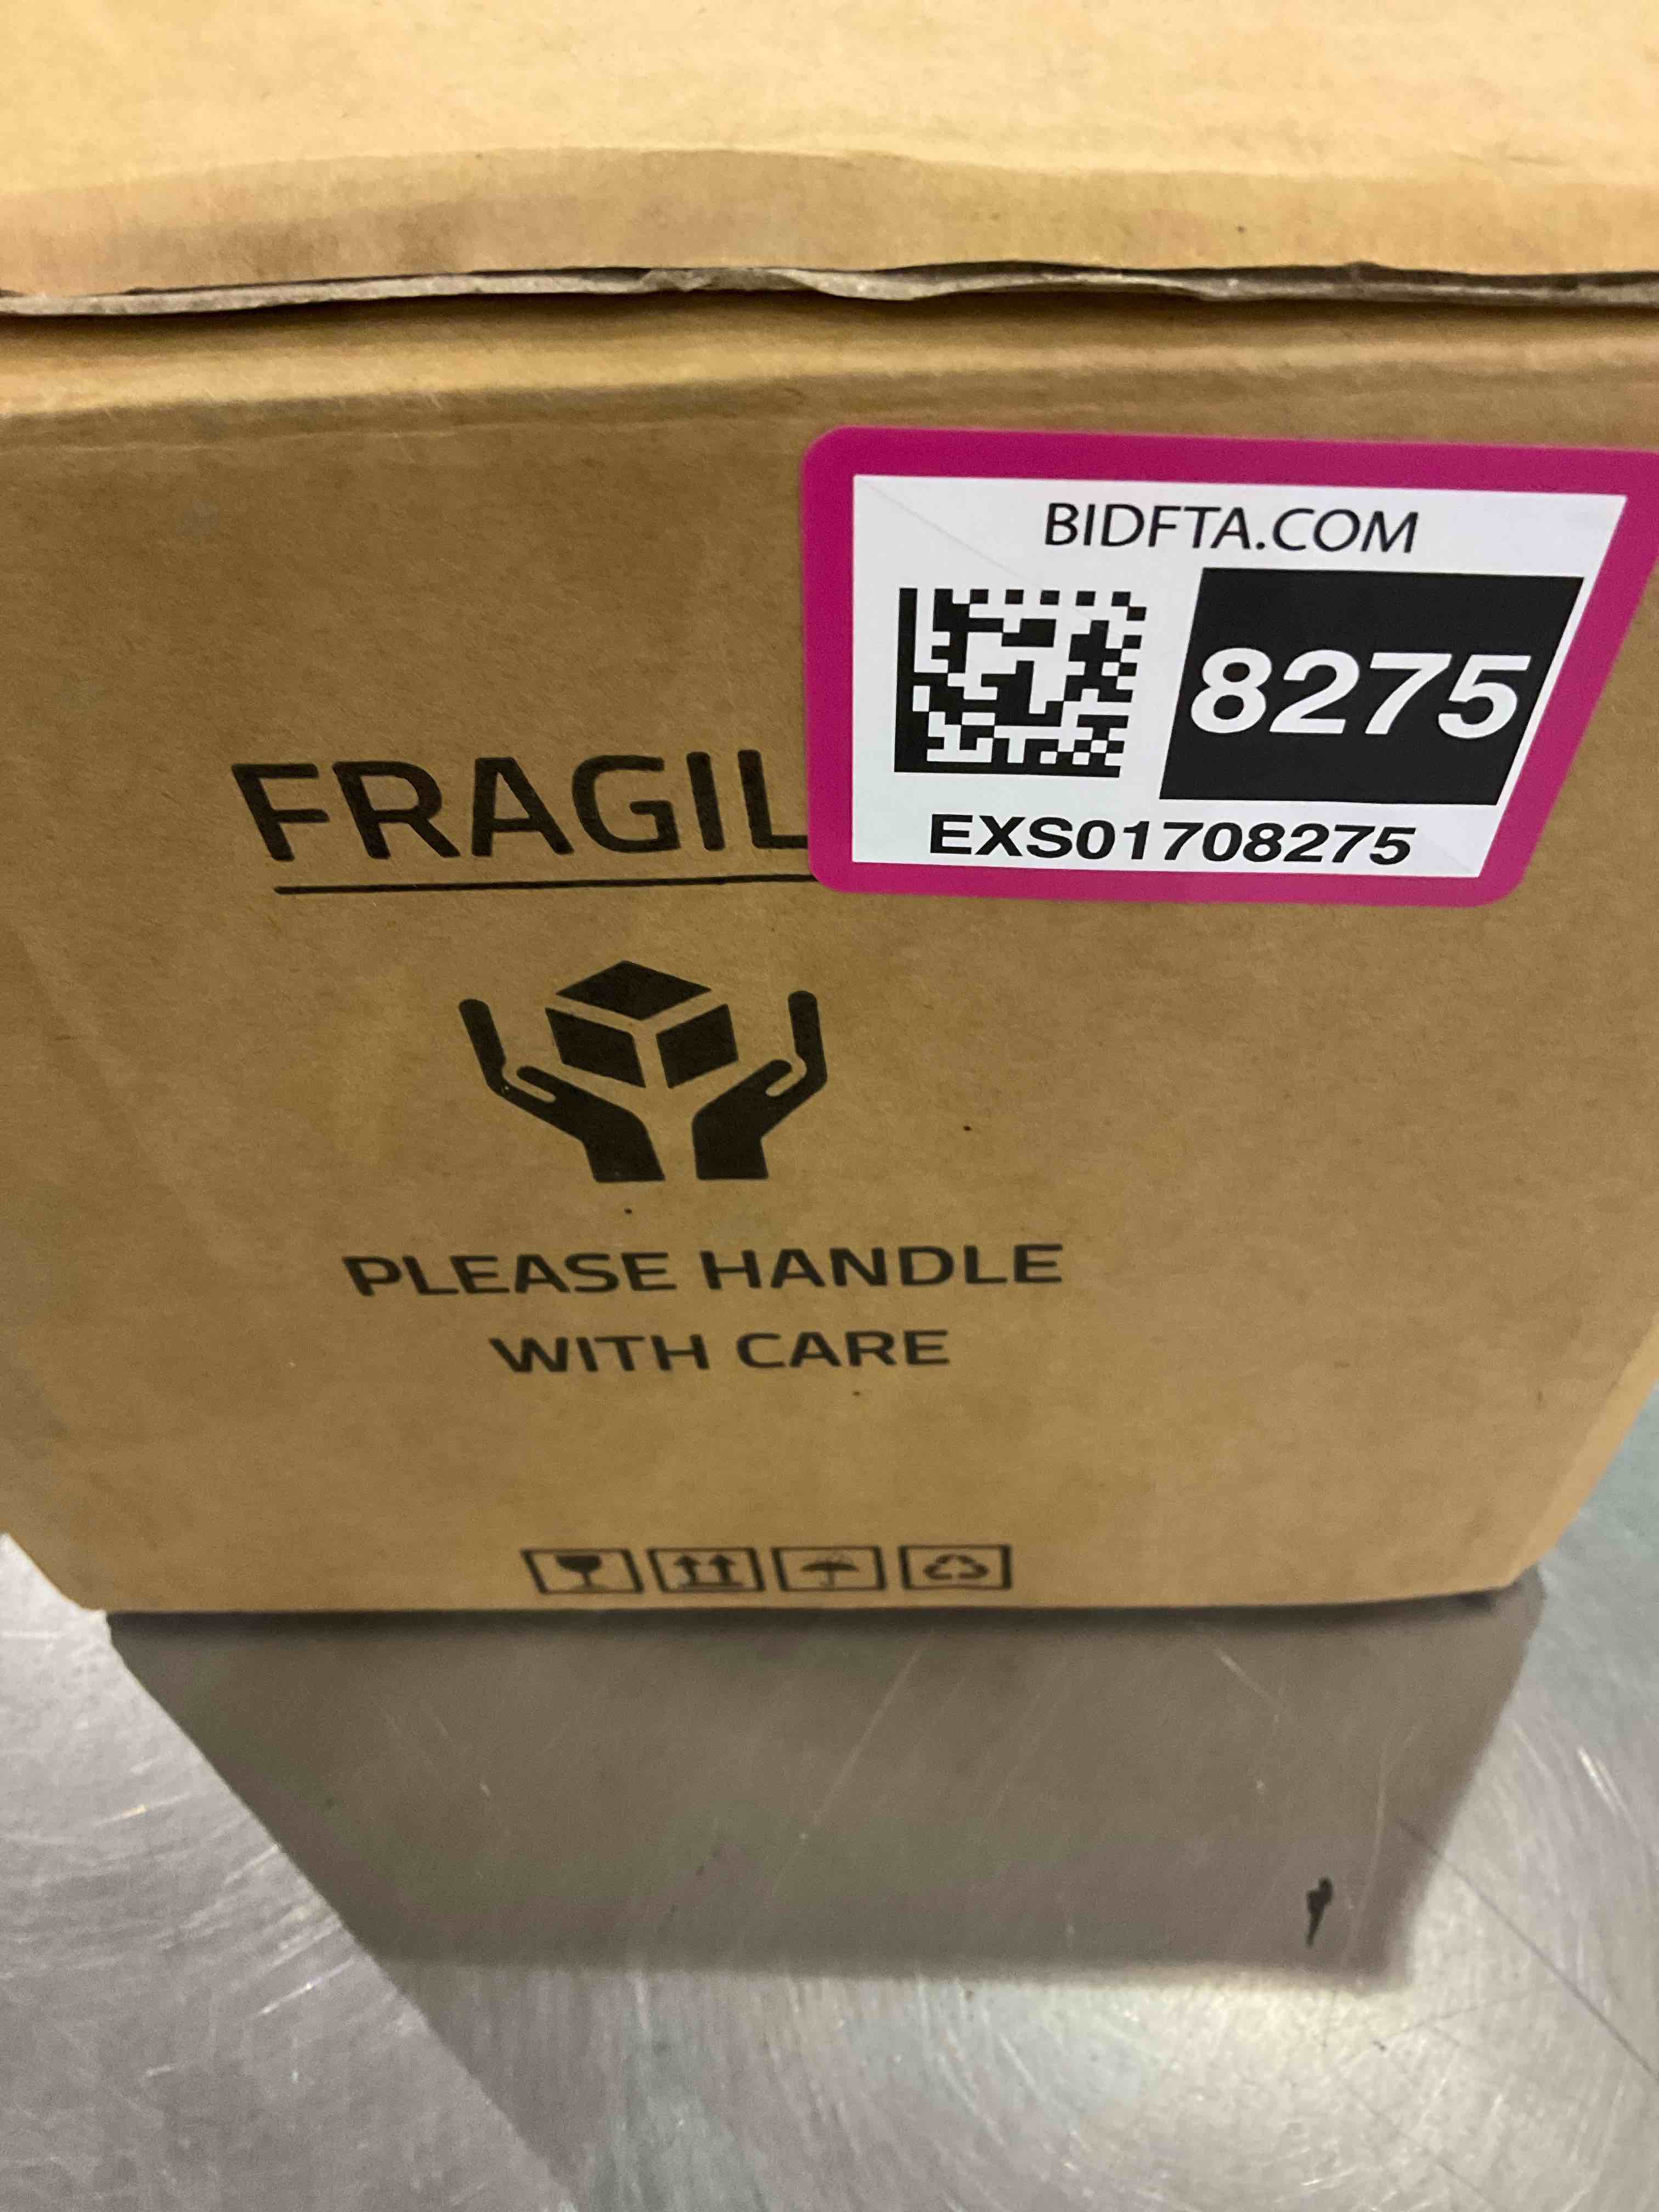 BIDFTA.COM
8275
EXS01708275
FRAGIL
PLEASE HANDLE
WITH CARE